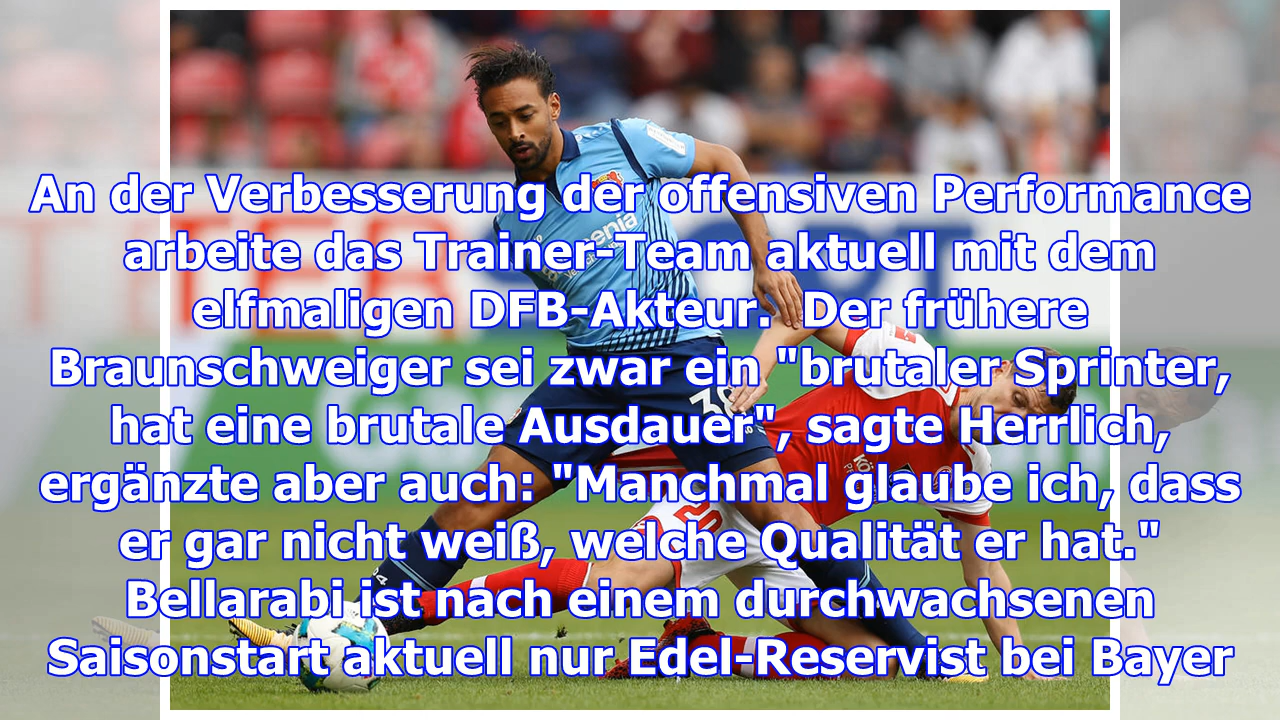 An der Verbesserung der offensiven Performance
arbeite das Trainer-Team aktuell mit dem
elfmaligen DFB-Akteur.  Der frühere
Braunschweiger sei zwar ein "brutaler Sprinter,
hat eine brutale Ausdauer", sagte Herrlich,
ergänzte aber auch: "Manchmal glaube ich, dass
er gar nicht weiß, welche Qualität er hat."
Bellarabi ist nach einem durchwachsenen
Saisonstart aktuell nur Edel-Reservist bei Bayer